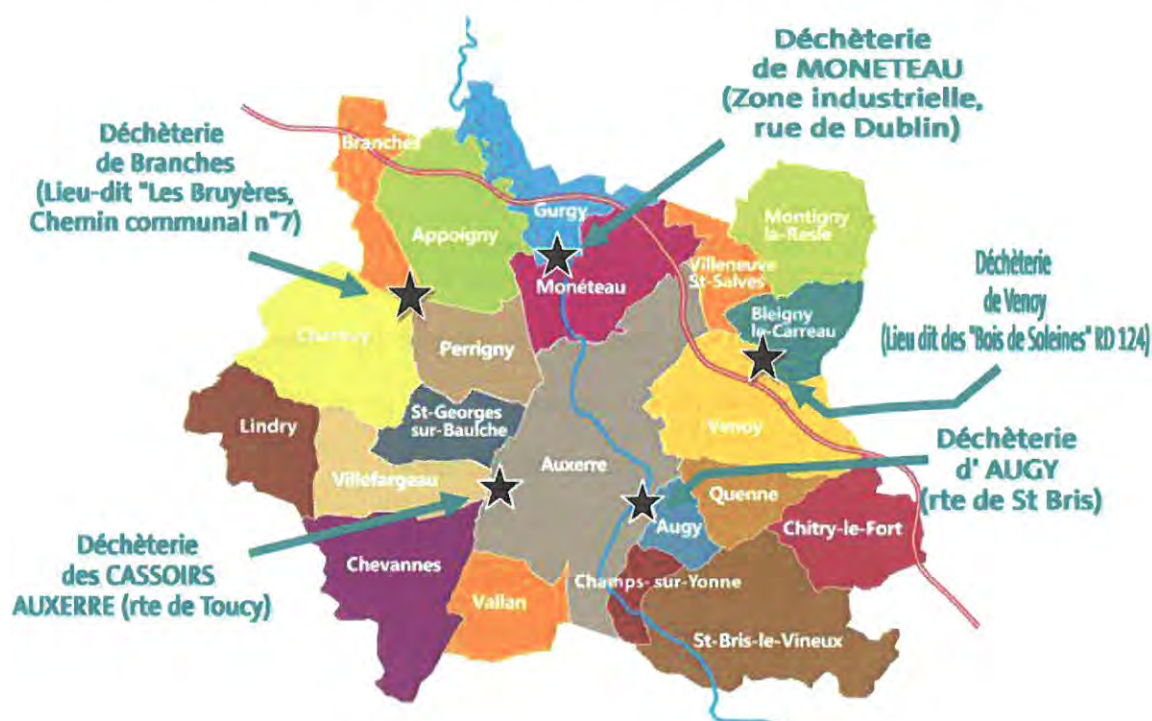 Déchèterie
de MONETEAU
(Zone industrielle,
rue de Dublin)
Déchèterie
de Branches
(Lieu-dit "Les Bruyères,
Chemin communal n°7)
Déchèterie
de Venoy
(Lieu dit des "Bois de Soleines" RD 124)
Déchèterie
d' AUGY
(rte de St Bris)
Déchèterie
des CASSOIRS
AUXERRE (rte de Toucy)
Branches
Gurgy
Appoigny
Montigny
la-Resle
Monéteau
Villeneuve
St-Salves
Bleigny
le-Carreau
Charbuy
Perrigny
Lindry
St-Georges
sur-Baulche
Venoy
Auxerre
Villefargeau
Quenne
Augy
Chitry-le-Fort
Chevannes
Champs-sur-Yonne
Vallan
St-Bris-le-Vineux